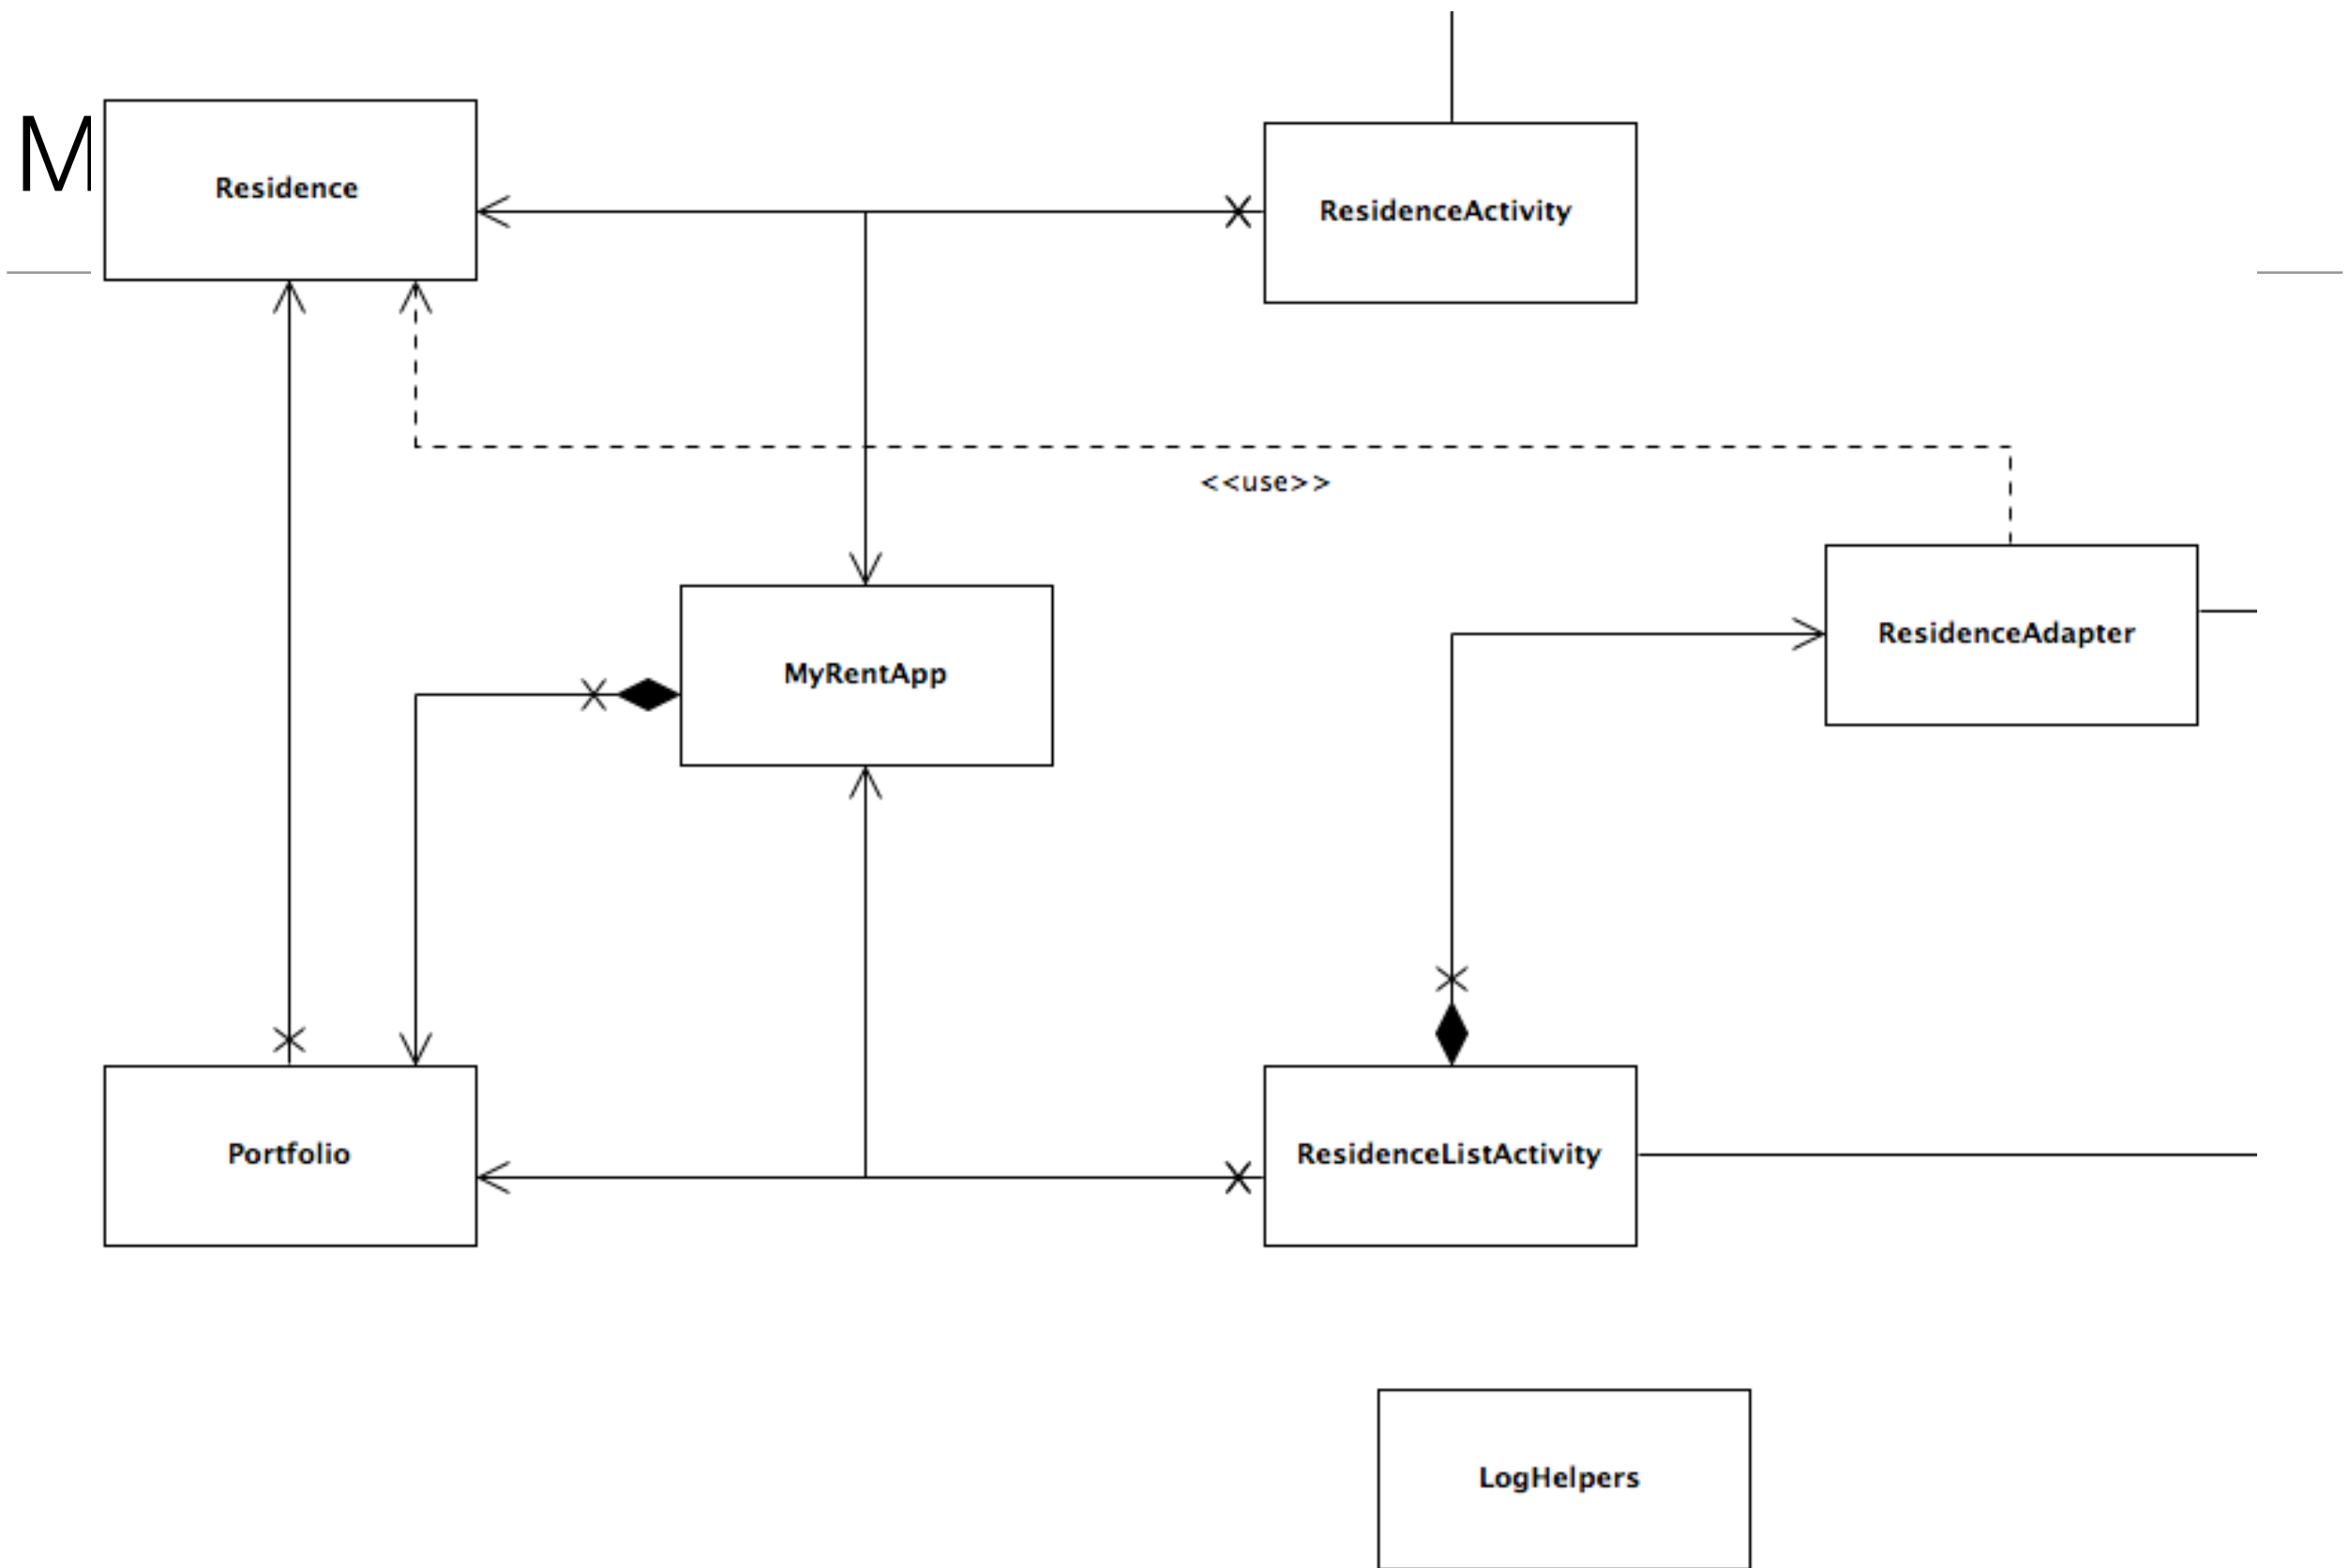 M
Residence
ResidenceActivity
<<use>>
ResidenceAdapter
MyRentApp
Portfolio
ResidenceListActivity
LogHelpers